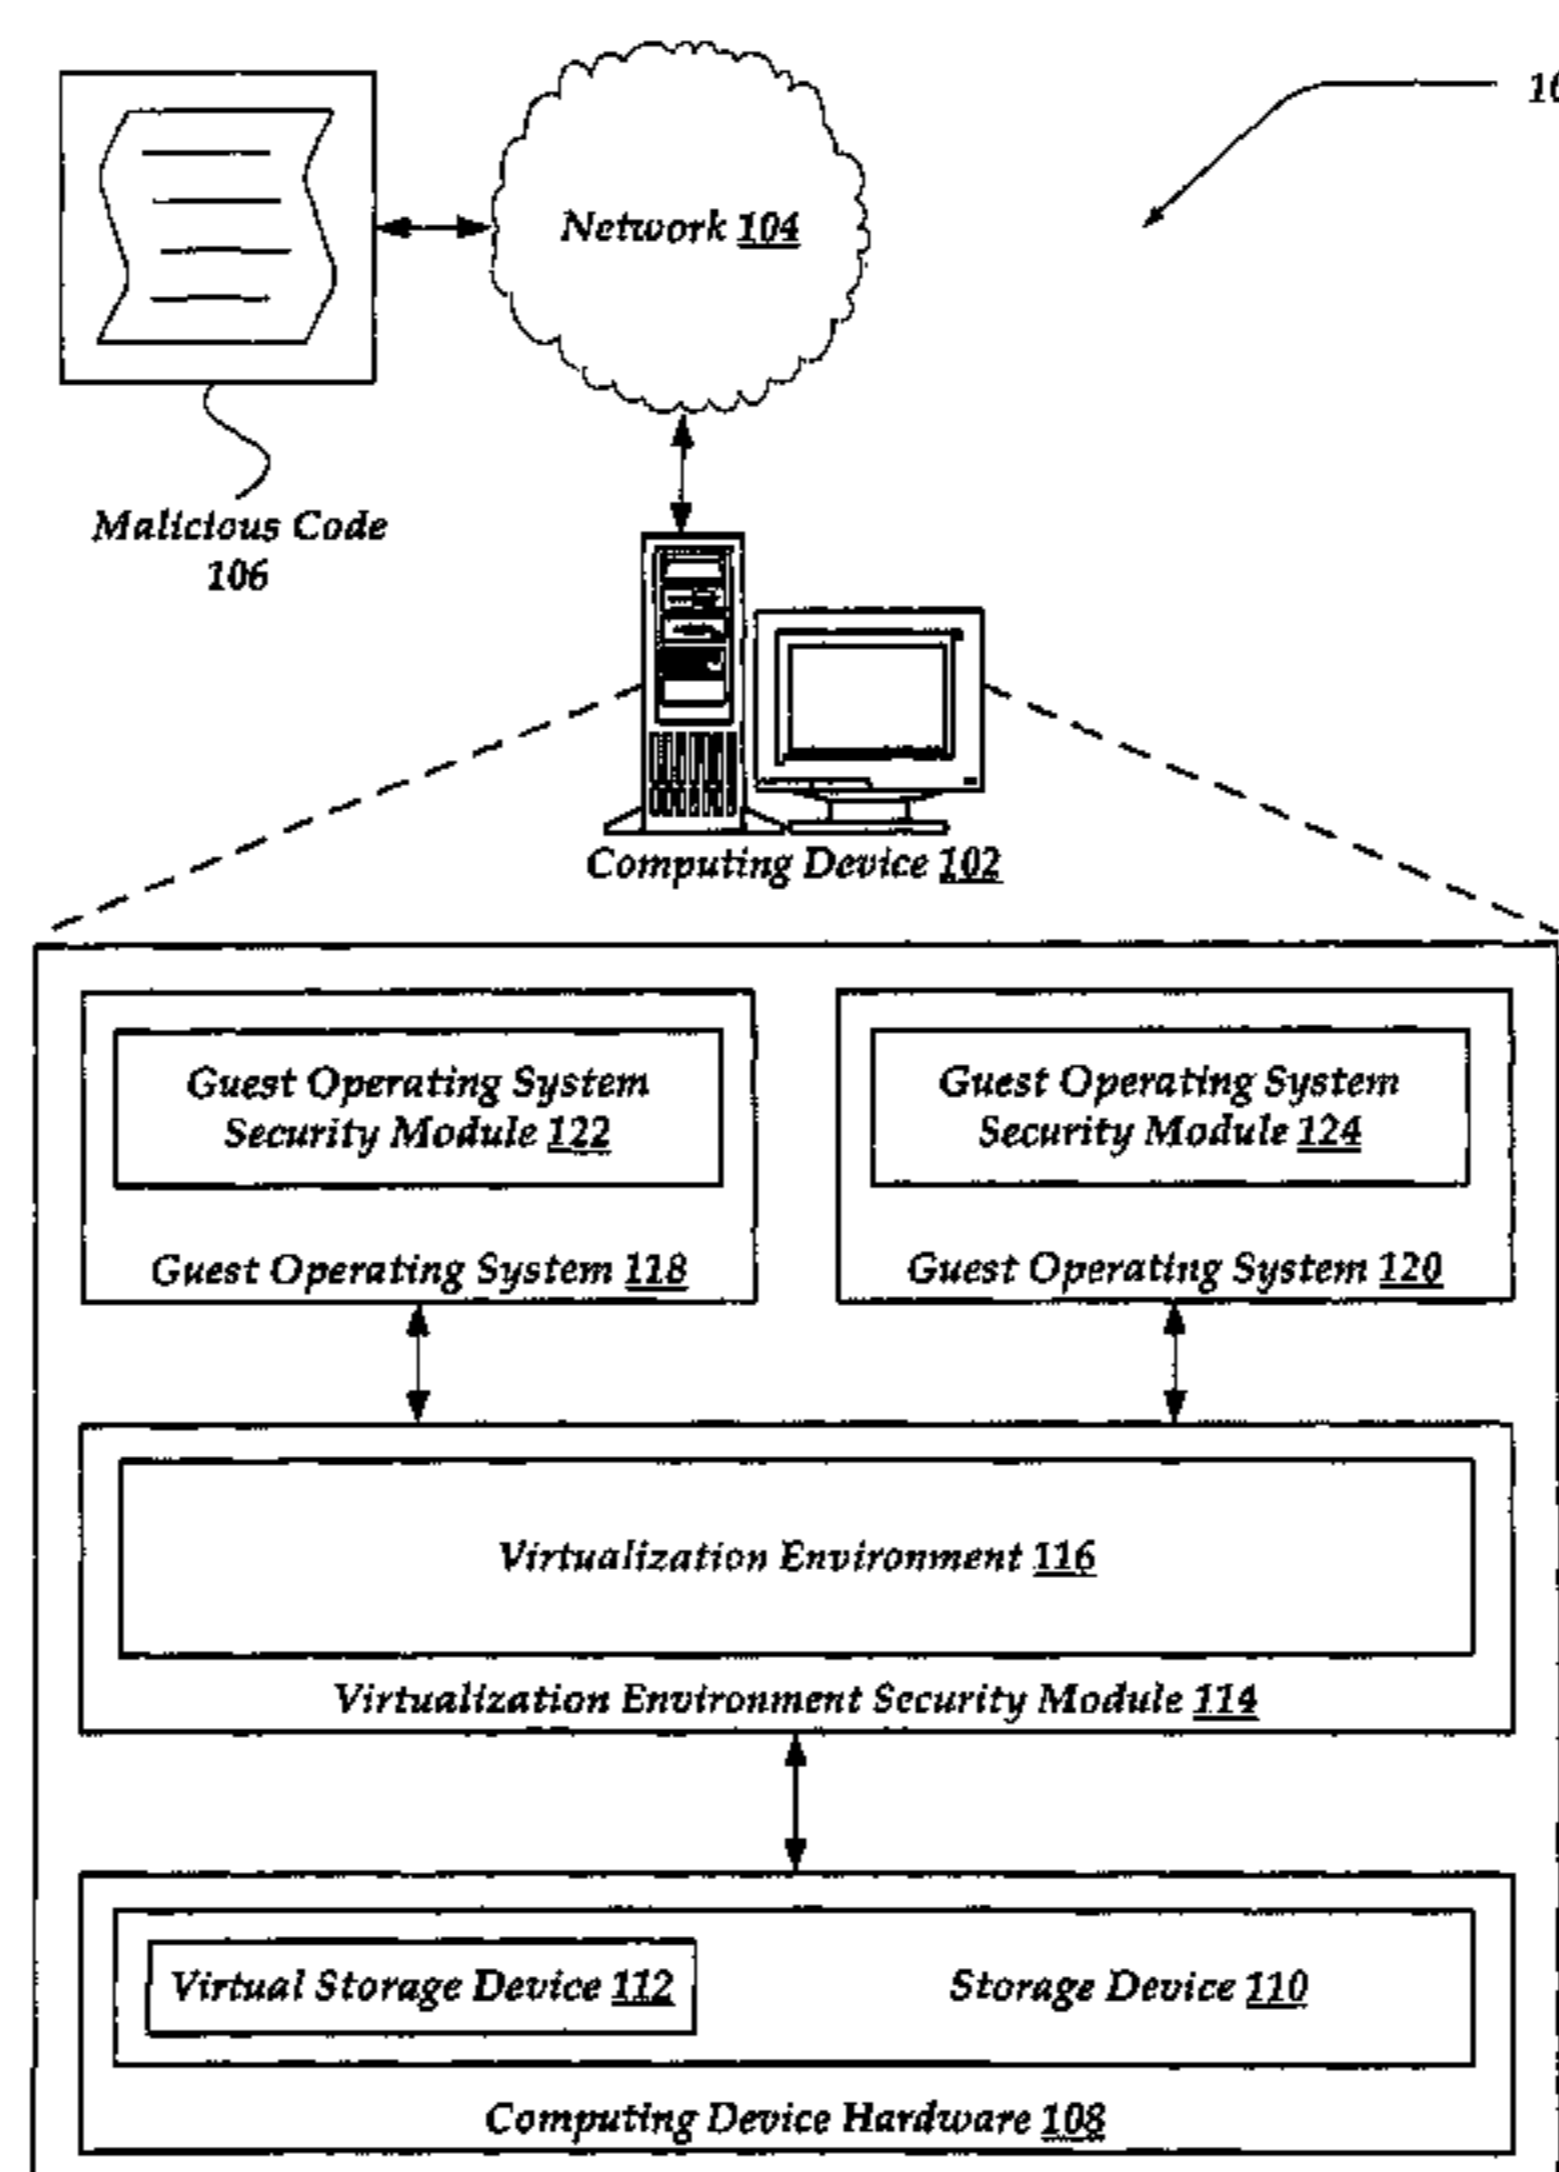 Network 104
Malicious Code
106
Computing Device 102
Guest Operating System
Security Module 122
Guest Operating System 118
Guest Operating System
Security Module 124
Guest Operating System 120
Virtualization Environment 116
Virtualization Environment Security Module 114
Virtual Storage Device 112
Storage Device 110
Computing Device Hardware 108